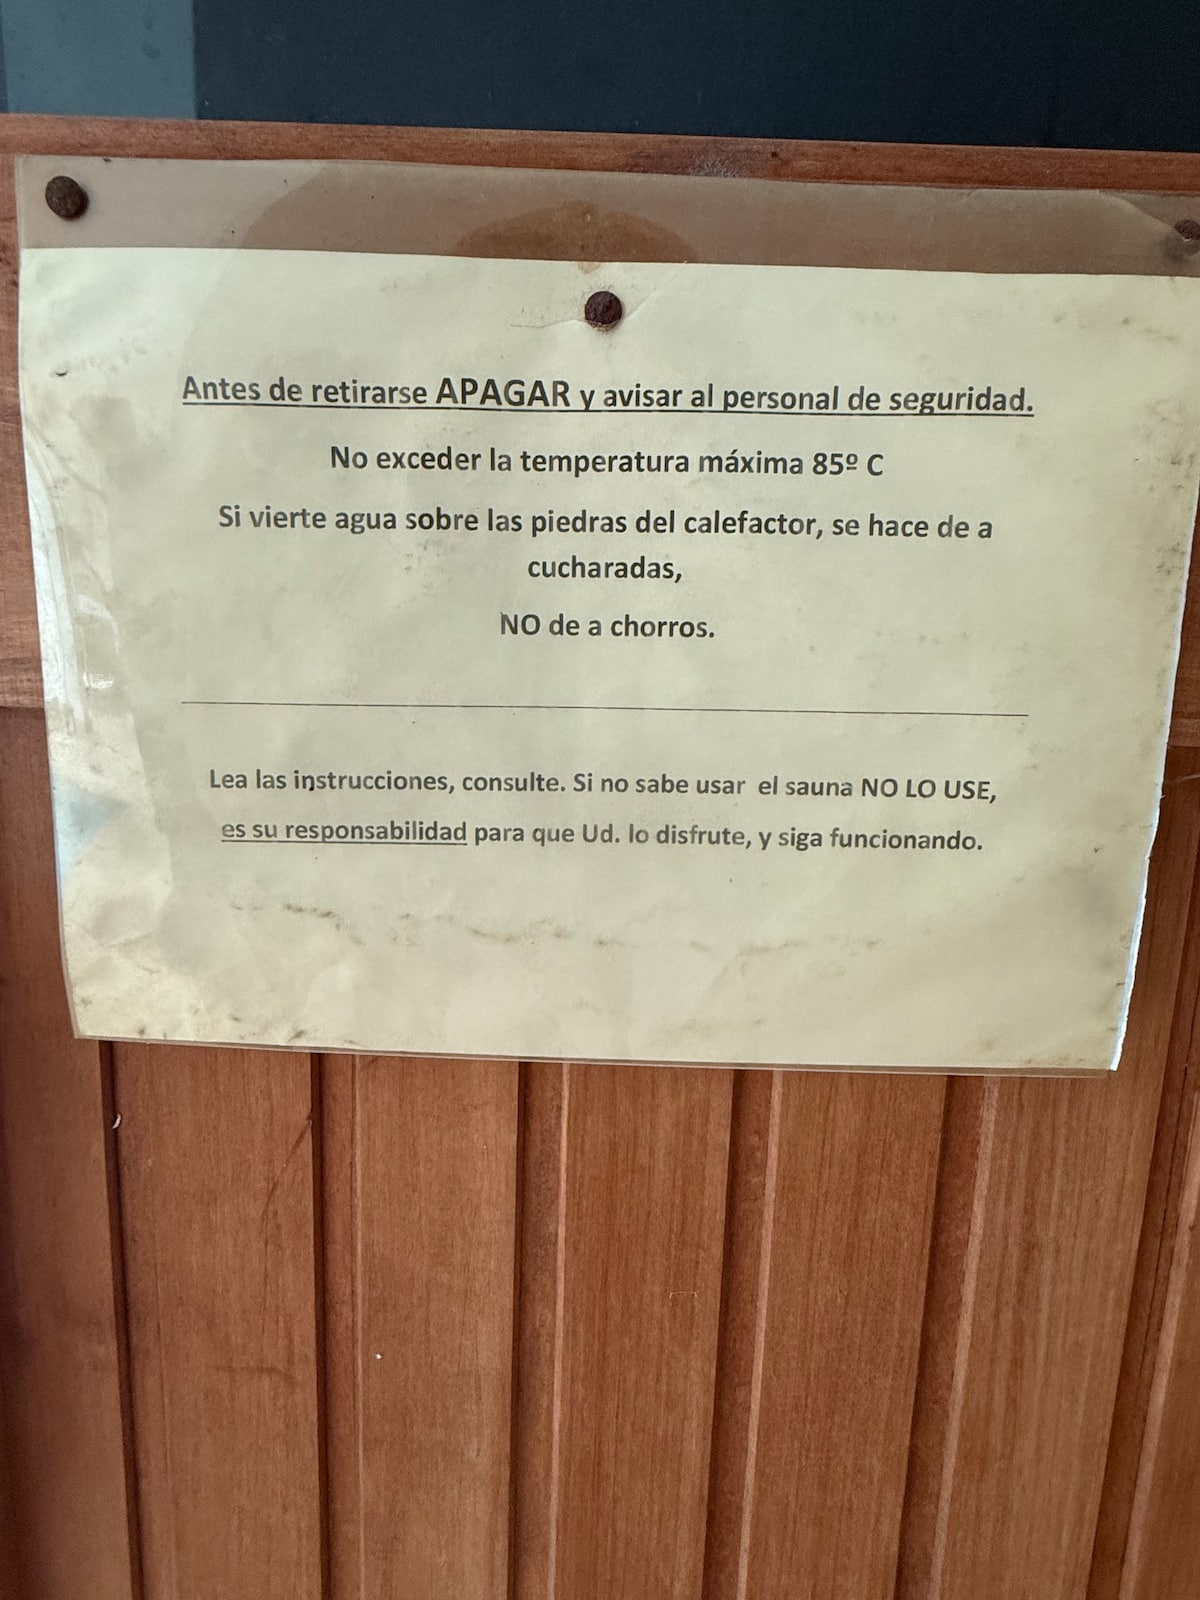 Antes de retirarse APAGAR y avisar al personal de seguridad.
No exceder la temperatura máxima 85º C
Si vierte agua sobre las piedras del calefactor, se hace de a
cucharadas,
NO de a chorros.
Lea las instrucciones, consulte. Si no sabe usar el sauna NO LO USE,
es su responsabilidad para que Ud. lo disfrute, y siga funcionando.